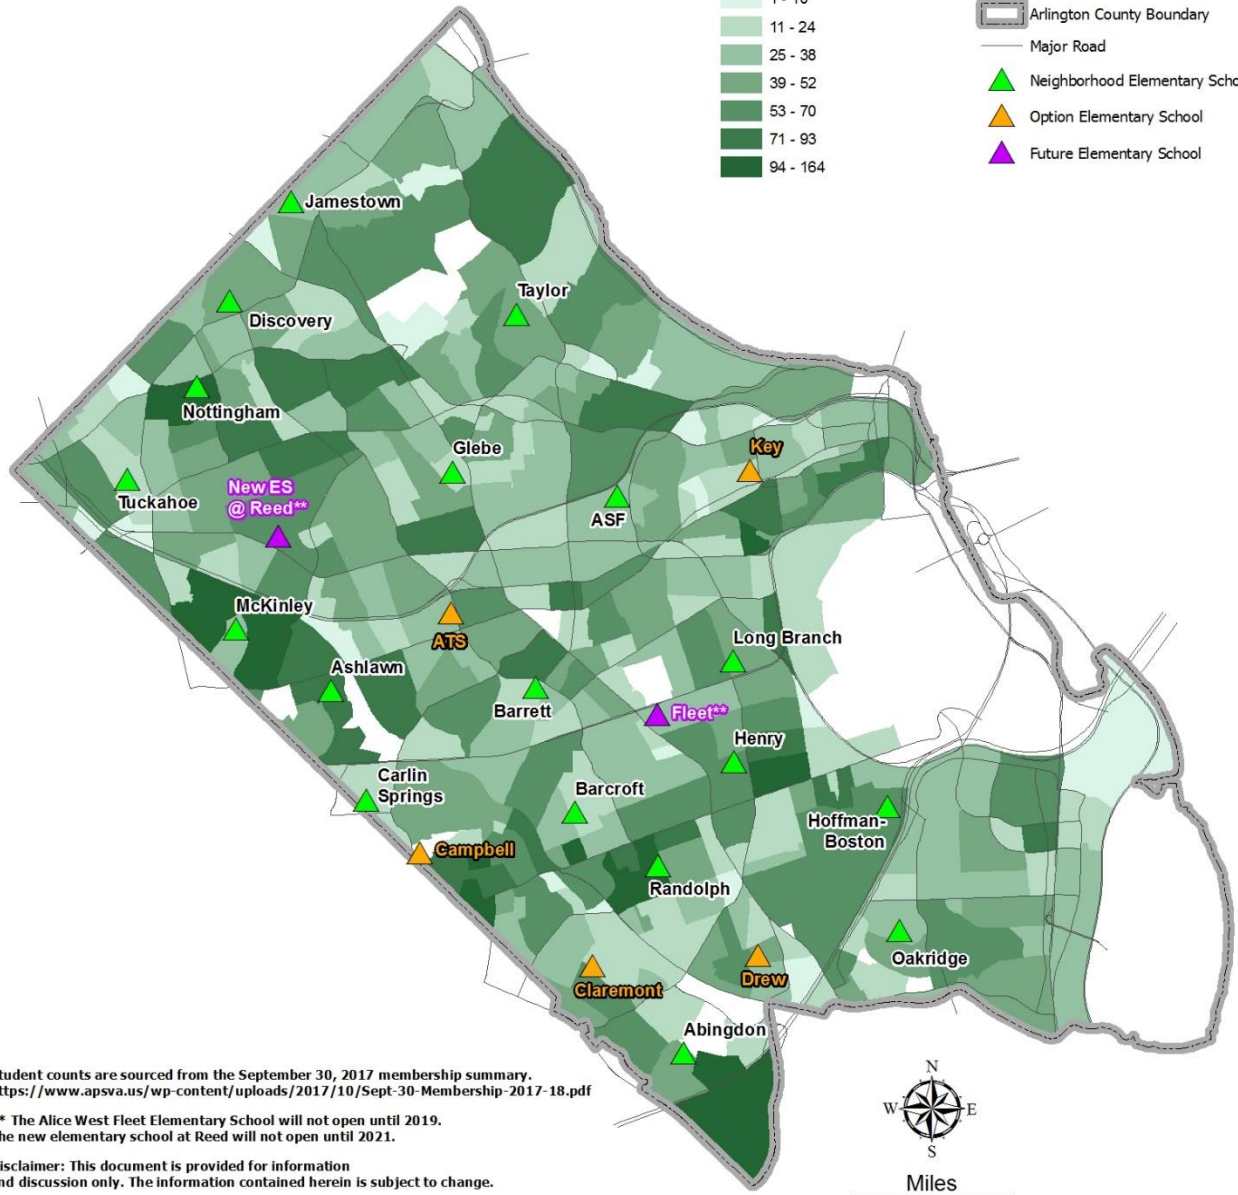 11 - 24
25 - 38
39 - 52
53 - 70
71 - 93
94 - 164
Arlington County Boundary
Major Road
Neighborhood Elementary Scho
Option Elementary School
Future Elementary School
Jamestown
Taylor
Discovery
Nottingham
Glebe
Key
Tuckahoe
New ES
@ Reed**
ASF
McKinley
ATS
Long Branch
Ashlawn
Barrett
Fleet**
Henry
Carlin
Springs
Barcroft
Hoffman-
Boston
Campbell
Randolph
Oakridge
Claremont
Drew
Abingdon
tudent counts are sourced from the September 30, 2017 membership summary.
ttps://www.apsva.us/wp-content/uploads/2017/10/Sept-30-Membership-2017-18.pdf
* The Alice West Fleet Elementary School will not open until 2019.
he new elementary school at Reed will not open until 2021.
isclaimer: This document is provided for information
nd discussion only. The information contained herein is subject to change.
N
W E
S
Miles